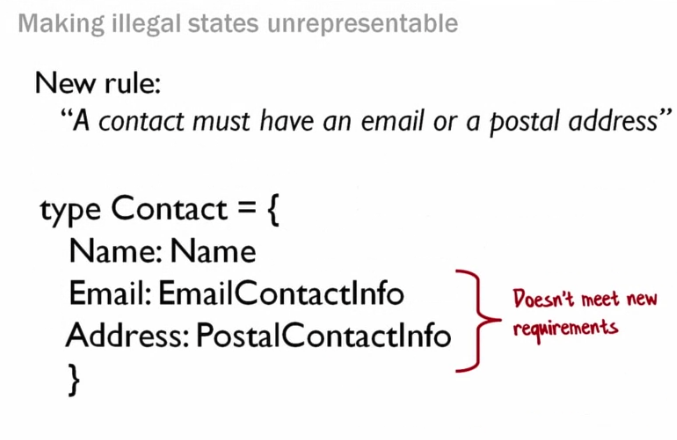 Making illegal states unrepresentable
New rule:
“A contact must have an email or a postal address”
type Contact = {
Name: Name
Email: EmailContactInfo
Address: PostalContactInfo
}
Doesn't meet new
requirements